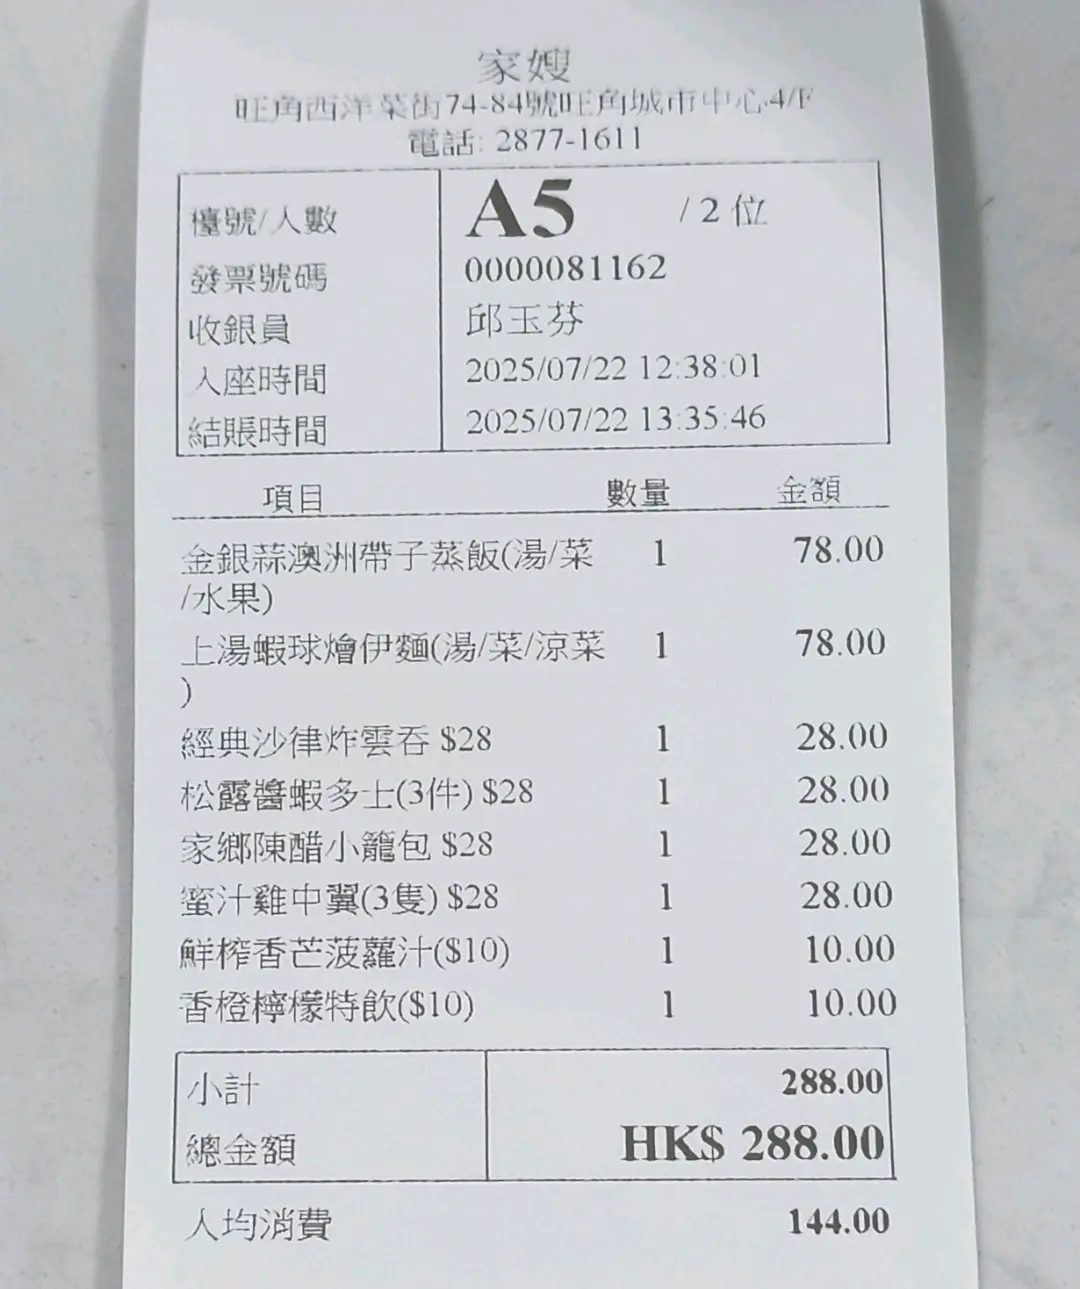 家嫂
旺角西洋菜街74-84號旺角城市中心4/F
電話: 2877-1611
檯號/人數 A5 / 2 位
發票號碼 0000081162
收銀員 邱玉芬
入座時間 2025/07/22 12:38:01
結賬時間 2025/07/22 13:35:46
項目 數量 金額
金銀蒜澳洲帶子蒸飯(湯/菜 1 78.00
/水果)
上湯蝦球燴伊麵(湯/菜/涼菜 1 78.00
)
經典沙律炸雲吞 $28 1 28.00
松露醬蝦多士(3件) $28 1 28.00
家鄉陳醋小籠包 $28 1 28.00
蜜汁雞中翼(3隻) $28 1 28.00
鮮榨香芒菠蘿汁($10) 1 10.00
香橙檸檬特飲($10) 1 10.00
小計 288.00
總金額 HK$ 288.00
人均消費 144.00